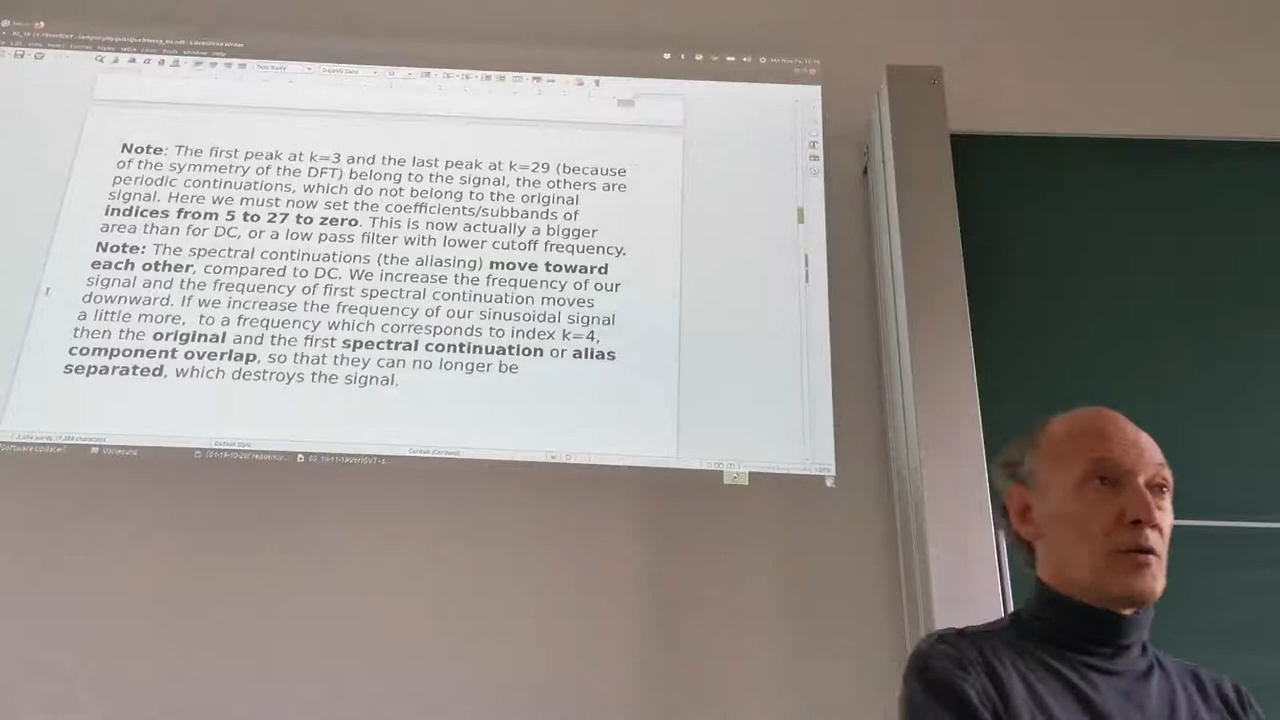 Note: The first peak at k=3 and the last peak at k=29 (because
of the symmetry of the DFT) belong to the signal, the others are
periodic continuations, which do not belong to the original
signal. Here we must now set the coefficients/subbands of
indices from 5 to 27 to zero. This is now actually a bigger
area than for DC, or a low pass filter with lower cutoff frequency.
Note: The spectral continuations (the aliasing) move toward
each other, compared to DC. We increase the frequency of our
signal and the frequency of first spectral continuation moves
downward. If we increase the frequency of our sinusoidal signal
a little more, to a frequency which corresponds to index k=4,
then the original and the first spectral continuation or alias
component overlap, so that they can no longer be
separated, which destroys the signal.
Default Style